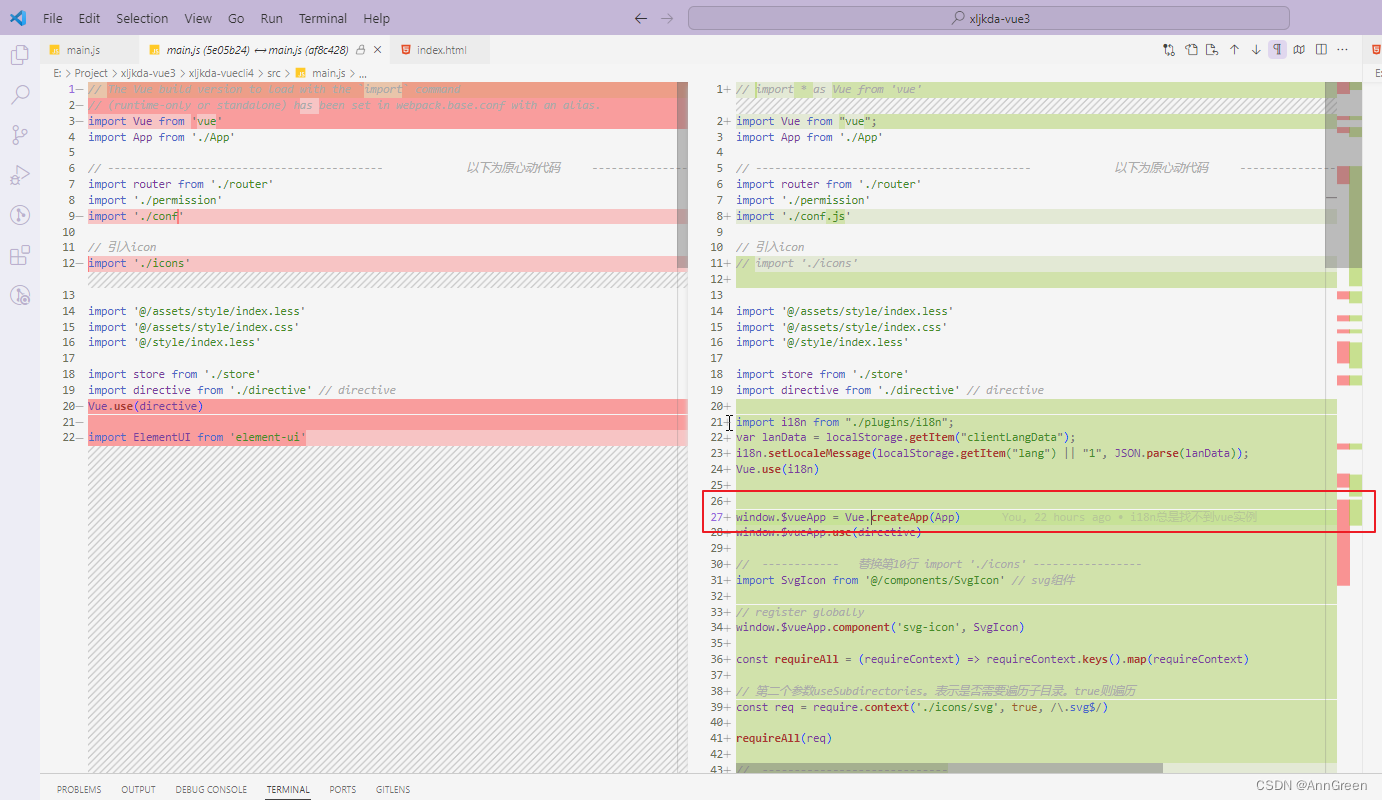 File Edit Selection View Go Run Terminal Help
xljkda-vue3
main.js
main.js (5e05b24) ↔ main.js (af8c428)
index.html
E: > Project > xljkda-vue3 > xljkda-vuecli4 > src > main.js > ...
1— // The Vue build version to load with the `import` command
2— // (runtime-only or standalone) has been set in webpack.base.conf with an alias.
3— import Vue from 'vue'
4 import App from './App'
5
6 // ------------------------------------------- 以下为原心动代码 ---------------
7 import router from './router'
8 import './permission'
9— import './conf'
10
11 // 引入icon
12— import './icons'
13
14 import '@/assets/style/index.less'
15 import '@/assets/style/index.css'
16 import '@/style/index.less'
17
18 import store from './store'
19 import directive from './directive' // directive
20— Vue.use(directive)
21—
22— import ElementUI from 'element-ui'
1+ // import * as Vue from 'vue'
2+ import Vue from "vue";
3 import App from './App'
4
5 // ------------------------------------------- 以下为原心动代码 ---------------
6 import router from './router'
7 import './permission'
8+ import './conf.js'
9
10 // 引入icon
11+ // import './icons'
12+
13
14 import '@/assets/style/index.less'
15 import '@/assets/style/index.css'
16 import '@/style/index.less'
17
18 import store from './store'
19 import directive from './directive' // directive
20+
21+ import i18n from "./plugins/i18n";
22+ var lanData = localStorage.getItem("clientLangData");
23+ i18n.setLocaleMessage(localStorage.getItem("lang") || "1", JSON.parse(lanData));
24+ Vue.use(i18n)
25+
26+
27+ window.$vueApp = Vue.createApp(App) You, 22 hours ago • i18n总是找不到vue实例
28+ window.$vueApp.use(directive)
29+
30+ // ------------ 替换第10行 import './icons' -----------------
31+ import SvgIcon from '@/components/SvgIcon' // svg组件
32+
33+ // register globally
34+ window.$vueApp.component('svg-icon', SvgIcon)
35+
36+ const requireAll = (requireContext) => requireContext.keys().map(requireContext)
37+
38+ // 第二个参数useSubdirectories。表示是否需要遍历子目录。true则遍历
39+ const req = require.context('./icons/svg', true, /\.svg$/)
40+
41+ requireAll(req)
42+
43+ // -----------------------------
PROBLEMS OUTPUT DEBUG CONSOLE TERMINAL PORTS GITLENS
CSDN @AnnGreen